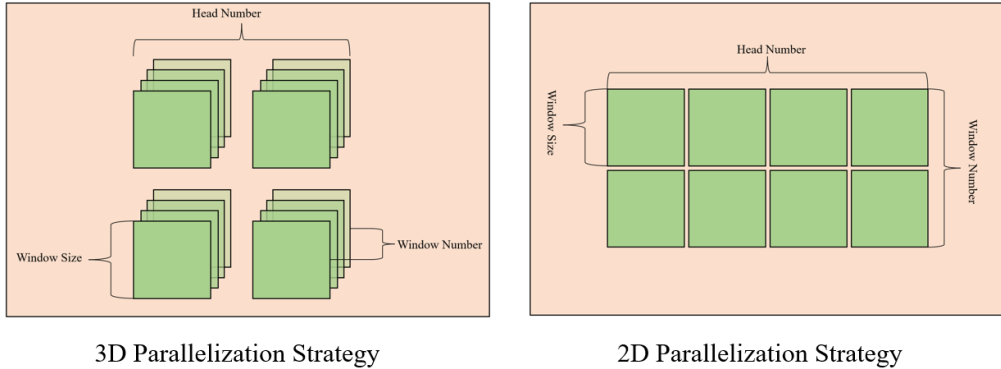 Head Number
Window Size
Window Number
3D Parallelization Strategy
Head Number
Window Size
Window Number
2D Parallelization Strategy